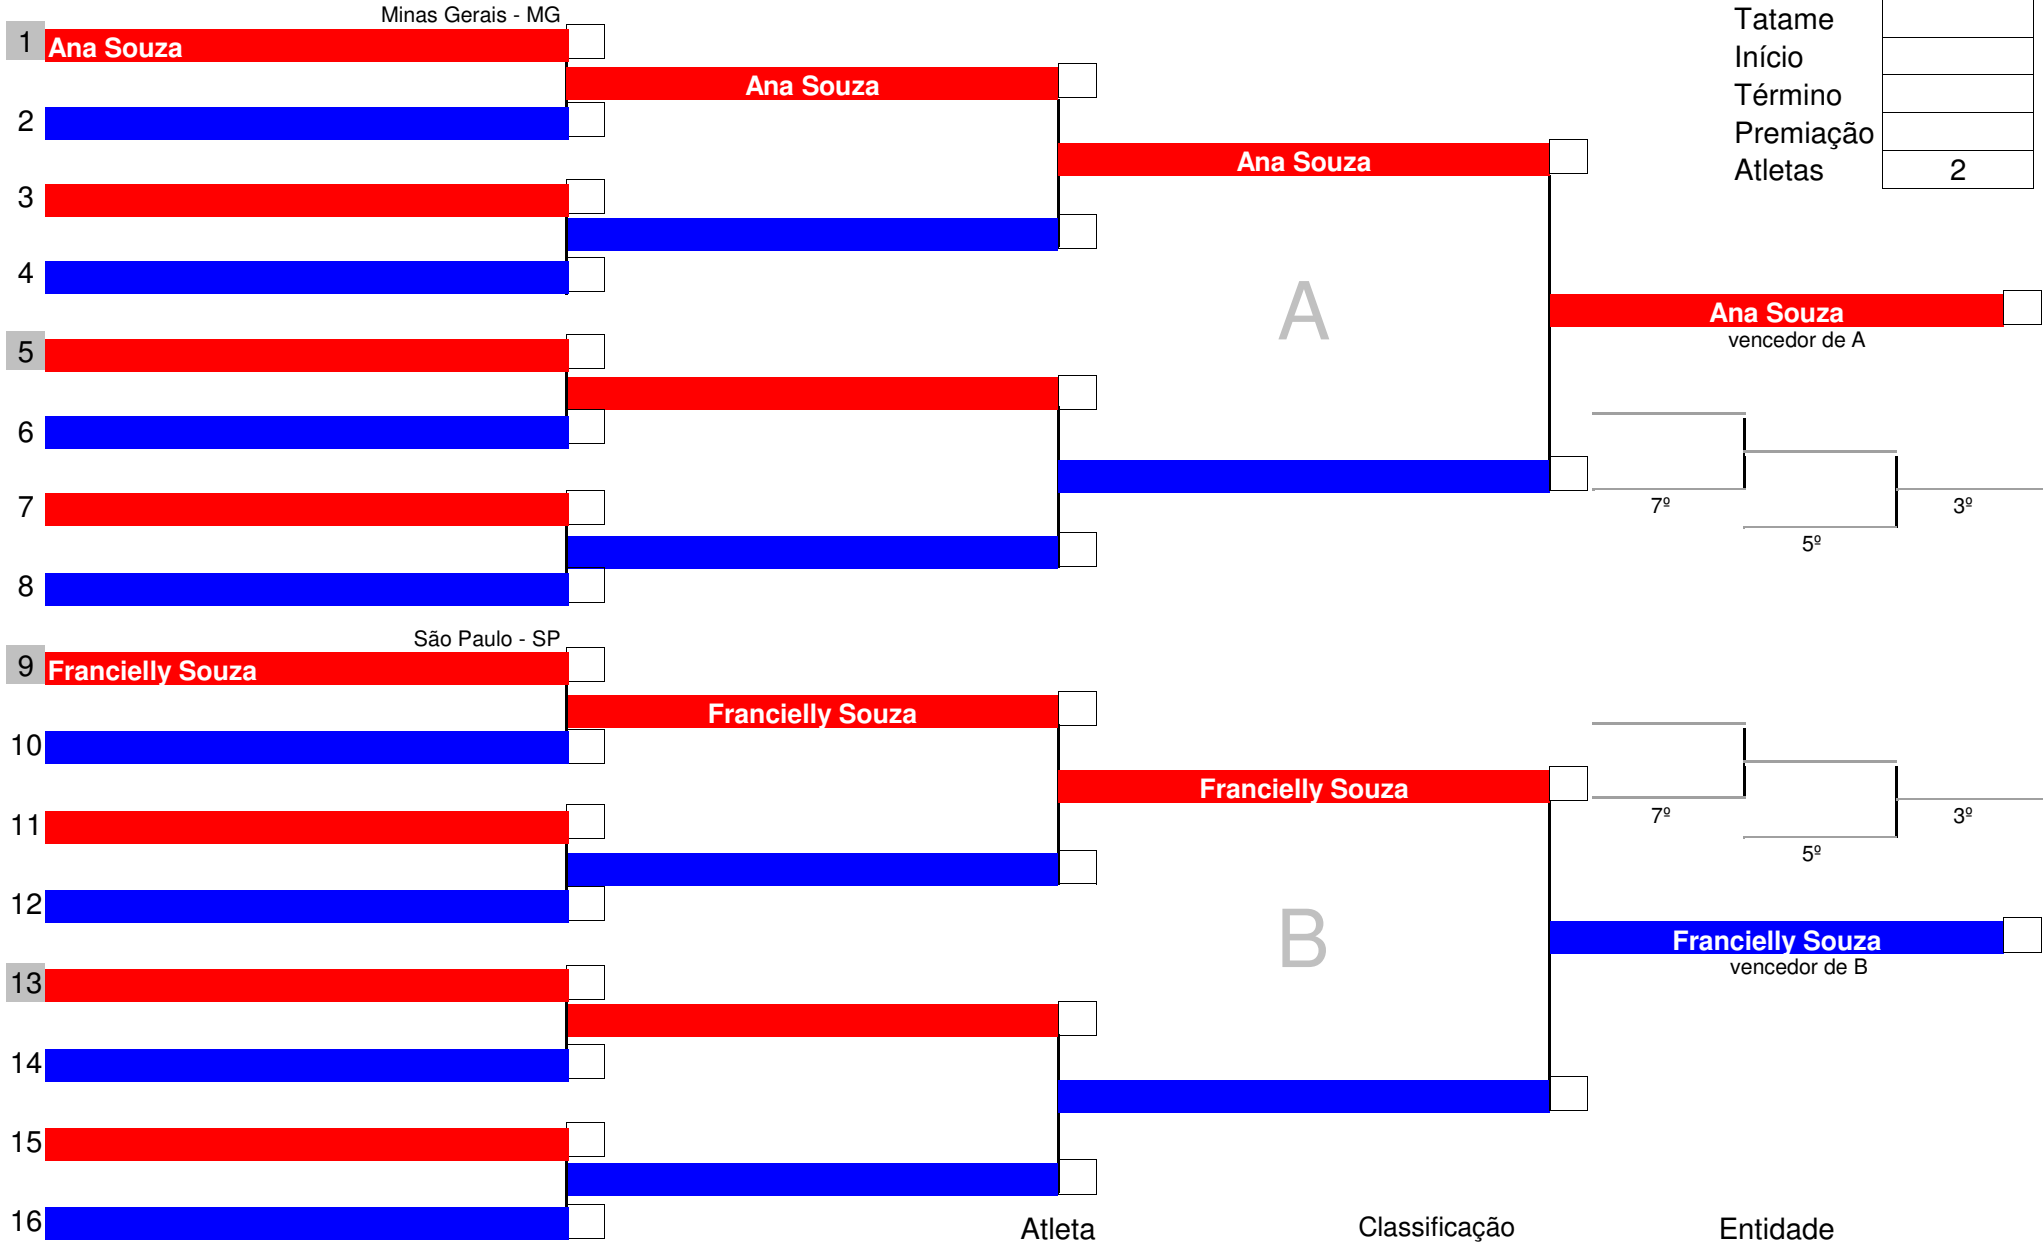 Minas Gerais - MG
Tatame
1 Ana Souza
Início
Ana Souza
Término
2
Premiação
Ana Souza
Atletas 2
3
4
A
Ana Souza
vencedor de A
5
6
7
7º 3º
5º
8
São Paulo - SP
9 Francielly Souza
Francielly Souza
10
Francielly Souza
11
7º 3º
5º
12
B
Francielly Souza
vencedor de B
13
14
15
16
Atleta Classificação Entidade